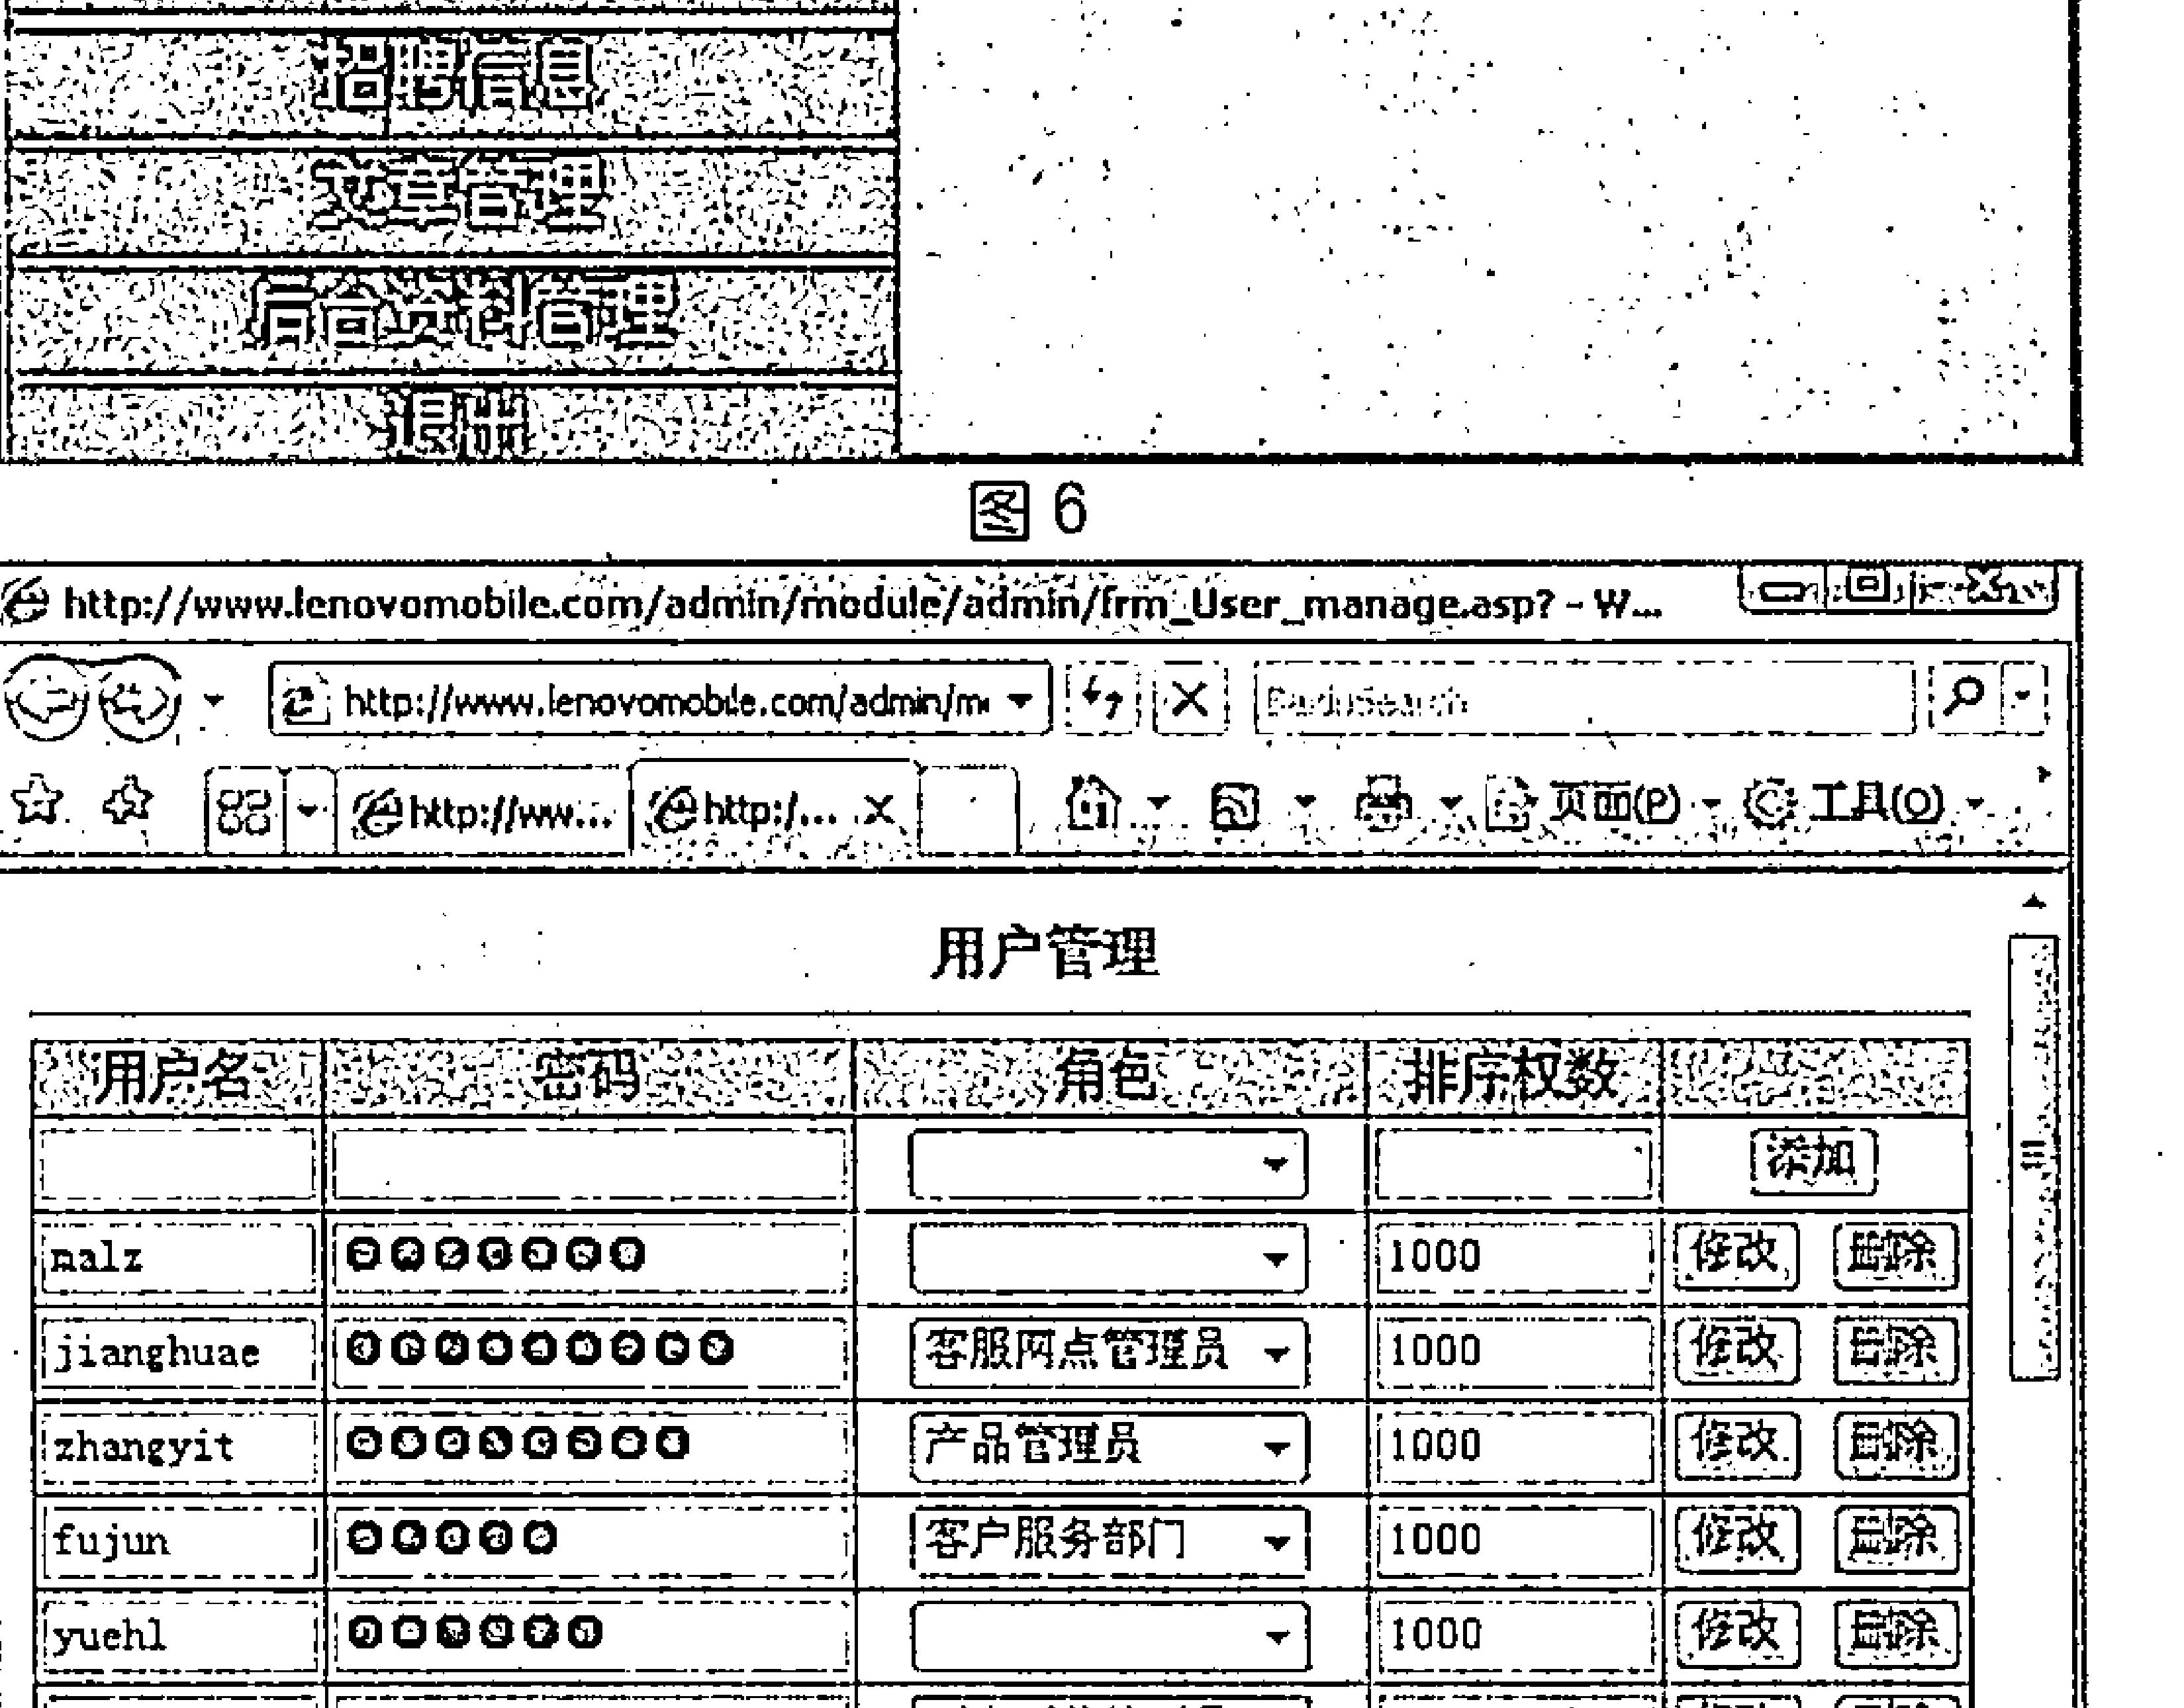 招聘信息
文章管理
后台资料管理
退出
图 6
http://www.lenovomobile.com/admin/module/admin/frm_User_manage.asp? - W...
http://www.lenovomobile.com/admin/m
BaiduSearch
http://ww... http:/... 页面(P) 工具(O)
用户管理
用户名 密码 角色 排序权数
添加
malz 1000 修改 删除
jianghuae 客服网点管理员 1000 修改 删除
zhangyit 产品管理员 1000 修改 删除
fujun 客户服务部门 1000 修改 删除
yuehl 1000 修改 删除